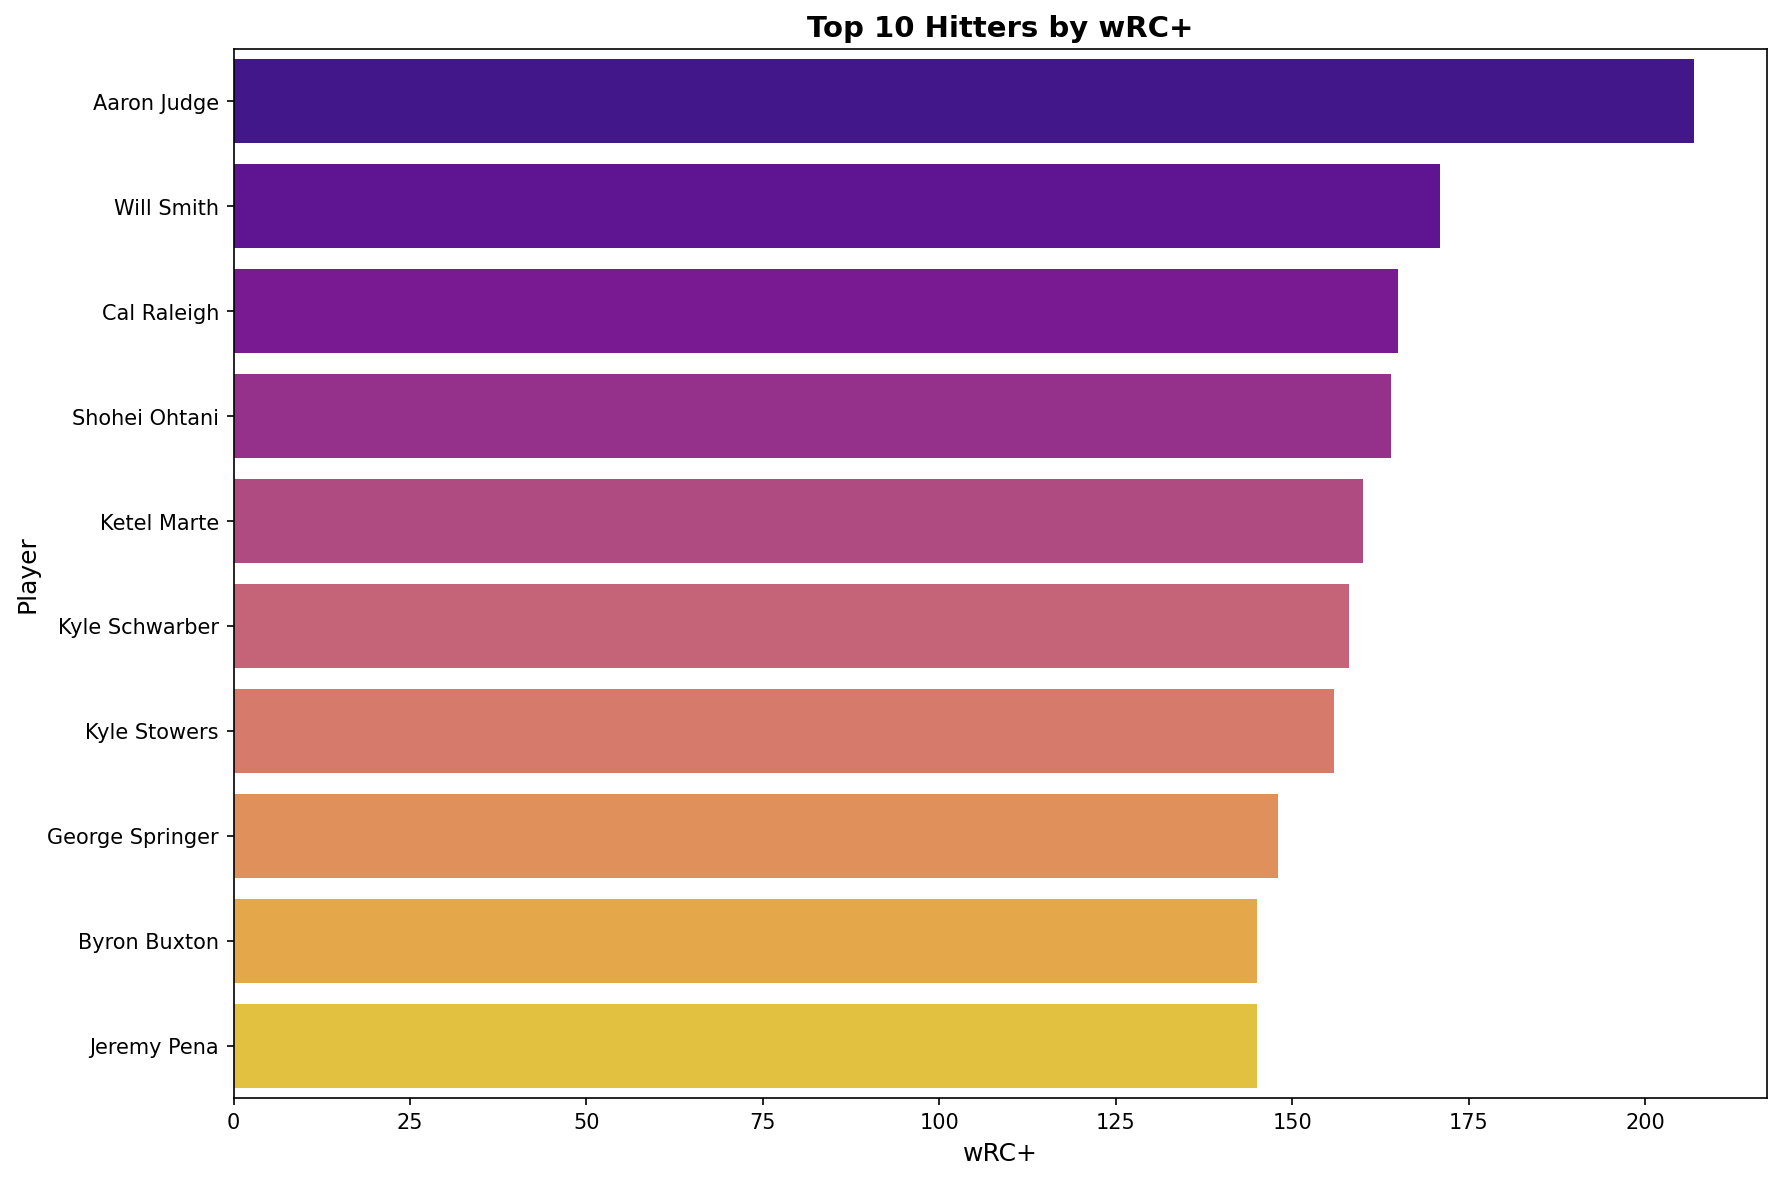 Top 10 Hitters by wRC+
Aaron Judge
Will Smith
Cal Raleigh
Shohei Ohtani
Ketel Marte
Kyle Schwarber
Kyle Stowers
George Springer
Byron Buxton
Jeremy Pena
Player
0 25 50 75 100 125 150 175 200
wRC+